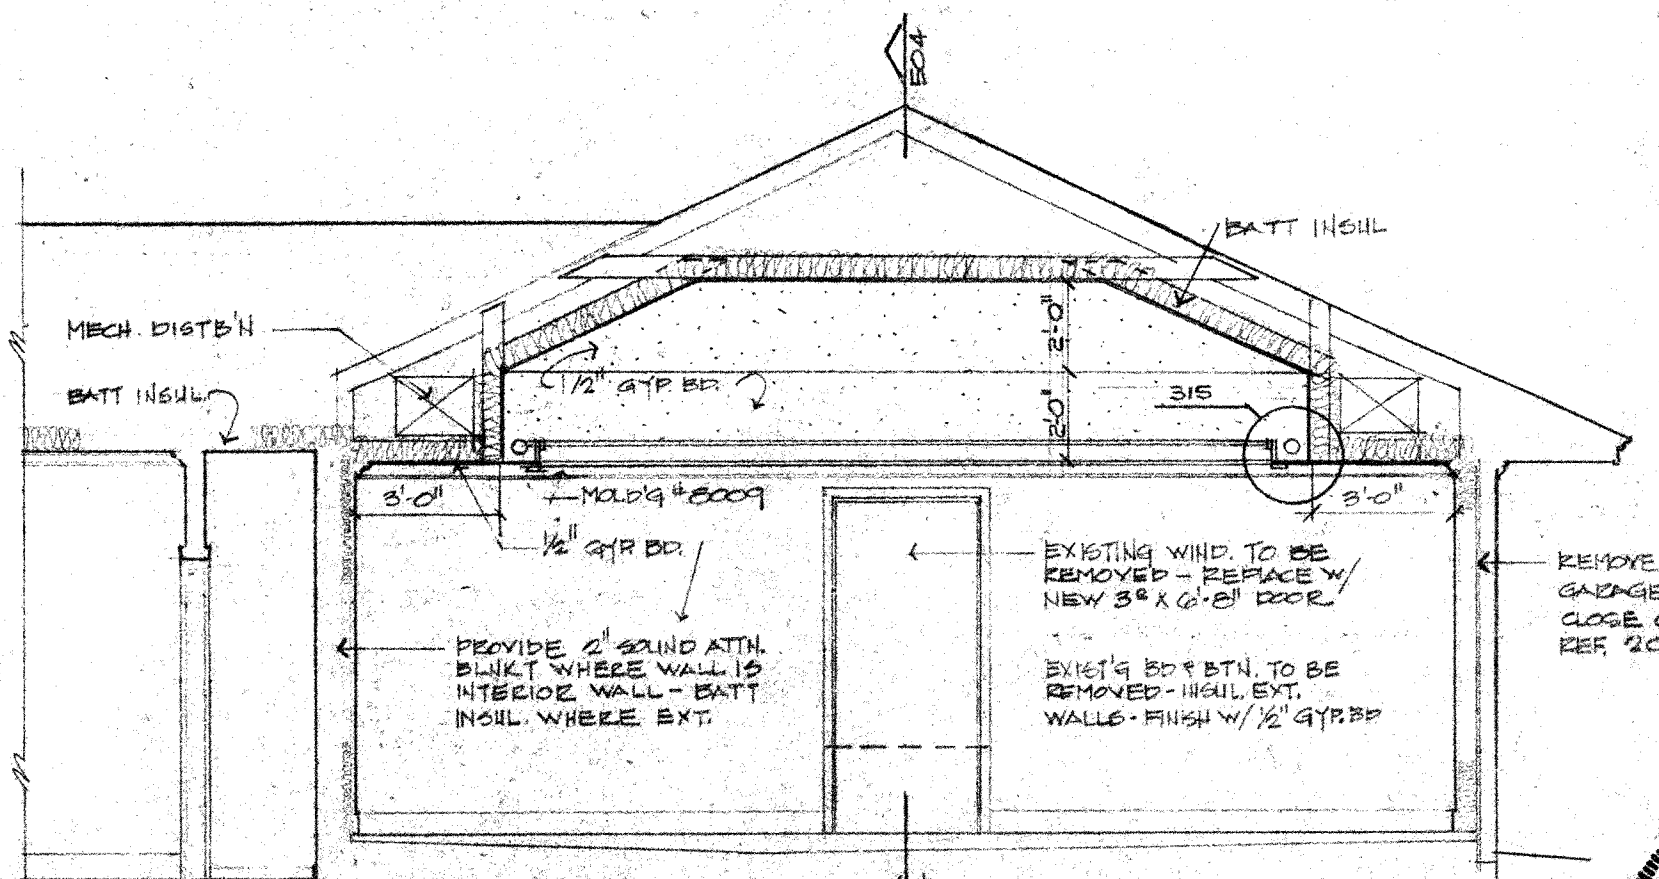 504
BATT INSUL
MECH. DISTB'N
BATT INSUL.
1/2" GYP. BD.
2'-0"
2'-0"
315
3'-0"
MOLD'G #8009
3'-0"
1/2" GYP. BD.
EXISTING WIND. TO BE
REMOVED - REPLACE W/
NEW 3⁰ X 6'-8" DOOR
REMOVE
GARAGE
CLOSE
REF. 20
PROVIDE 2" SOUND ATTN.
BLNKT WHERE WALL IS
INTERIOR WALL - BATT
INSUL. WHERE EXT.
EXIST'G BD & BTN. TO BE
REMOVED - INSUL. EXT.
WALLS - FINISH W/ 1/2" GYP. BD